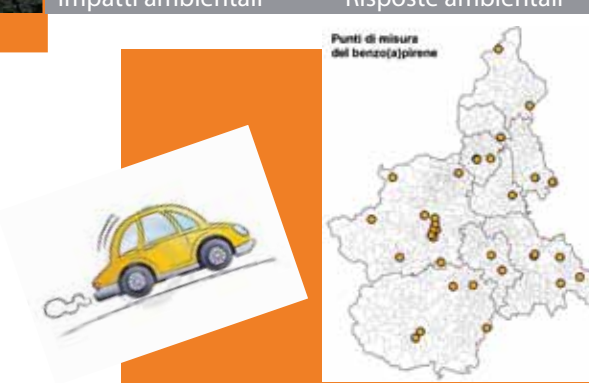 Impatti ambientali Risposte ambientali
Punti di misura
del benzo(a)pirene